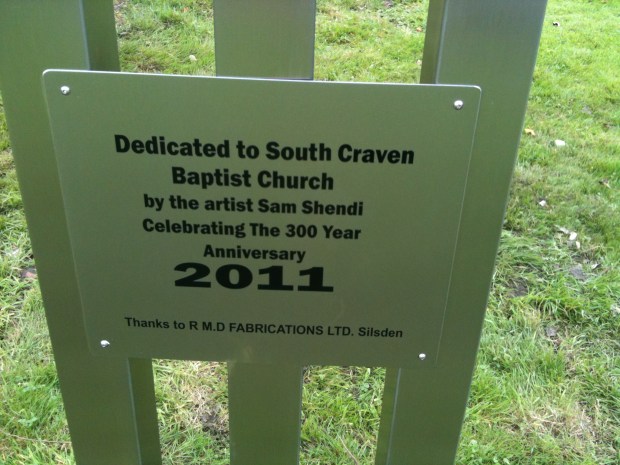 Dedicated to South Craven
Baptist Church
by the artist Sam Shendi
Celebrating The 300 Year
Anniversary
2011
Thanks to R M.D FABRICATIONS LTD. Silsden